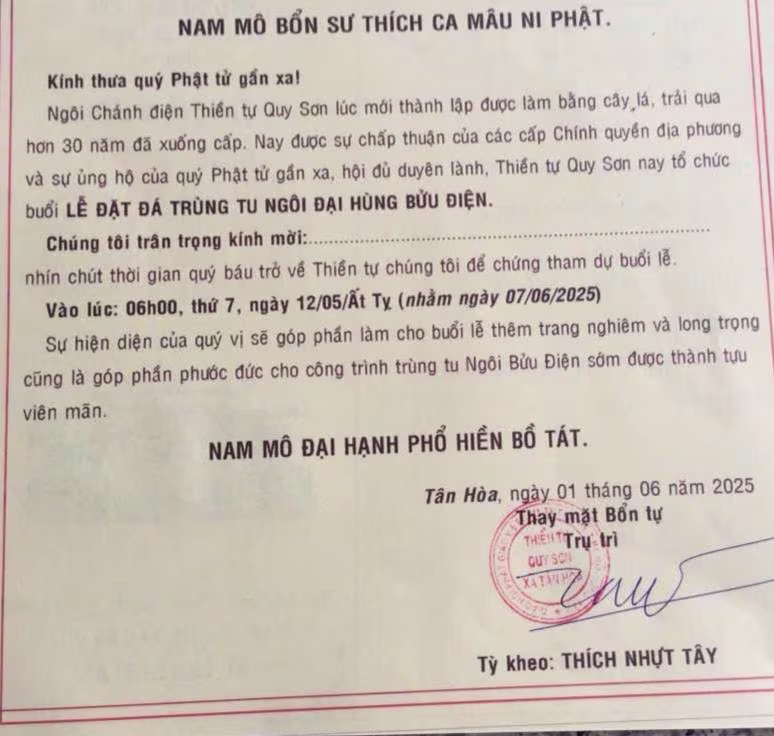 NAM MÔ BỔN SƯ THÍCH CA MÂU NI PHẬT.
Kính thưa quý Phật tử gần xa!
Ngôi Chánh điện Thiền tự Quy Sơn lúc mới thành lập được làm bằng cây, lá, trải qua
hơn 30 năm đã xuống cấp. Nay được sự chấp thuận của các cấp Chính quyền địa phương
và sự ủng hộ của quý Phật tử gần xa, hội đủ duyên lành, Thiền tự Quy Sơn nay tổ chức
buổi LỄ ĐẶT ĐÁ TRÙNG TU NGÔI ĐẠI HÙNG BỬU ĐIỆN.
Chúng tôi trân trọng kính mời:..........................................................................
nhín chút thời gian quý báu trở về Thiền tự chúng tôi để chứng tham dự buổi lễ.
Vào lúc: 06h00, thứ 7, ngày 12/05/Ất Tỵ (nhằm ngày 07/06/2025)
Sự hiện diện của quý vị sẽ góp phần làm cho buổi lễ thêm trang nghiêm và long trọng
cũng là góp phần phước đức cho công trình trùng tu Ngôi Bửu Điện sớm được thành tựu
viên mãn.
NAM MÔ ĐẠI HẠNH PHỔ HIỀN BỒ TÁT.
Tân Hòa, ngày 01 tháng 06 năm 2025
Thay mặt Bổn tự
Trụ trì
THIỀN TỰ
QUY SƠN
XÃ TÂN HÒA
Tỳ kheo: THÍCH NHỰT TÂY